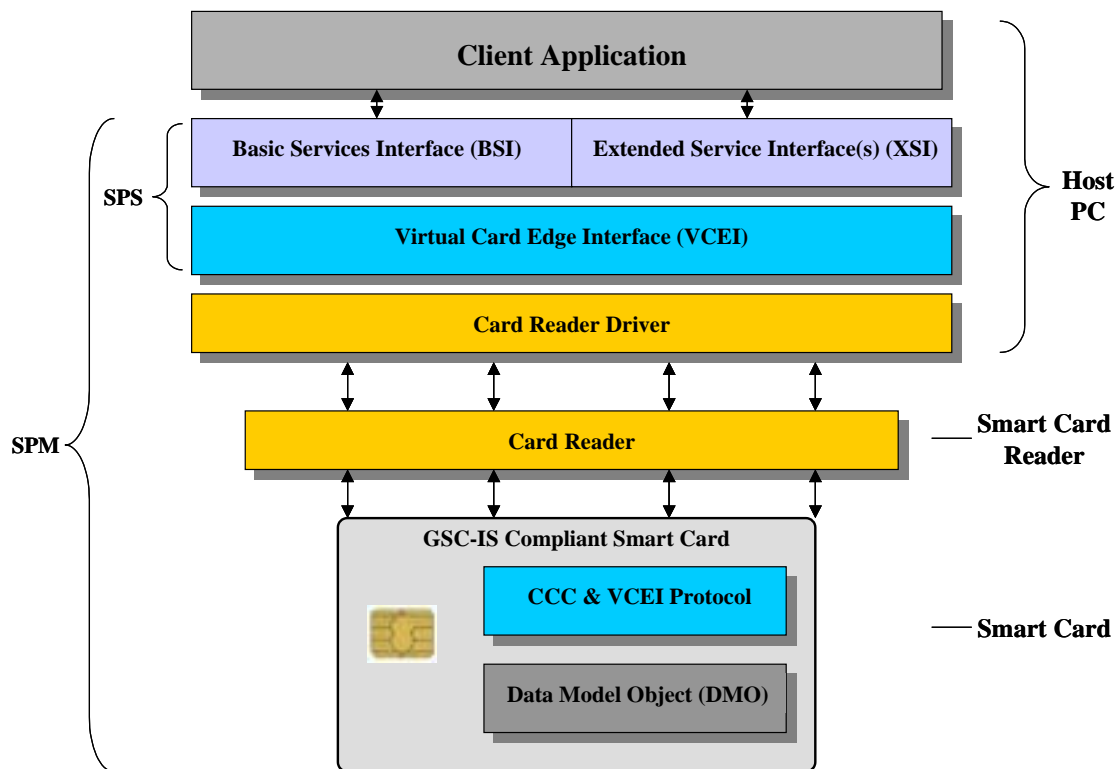 Client Application
Basic Services Interface (BSI)
Extended Service Interface(s) (XSI)
SPS
Host
PC
Virtual Card Edge Interface (VCEI)
Card Reader Driver
SPM
Card Reader
Smart Card
Reader
GSC-IS Compliant Smart Card
CCC & VCEI Protocol
Smart Card
Data Model Object (DMO)